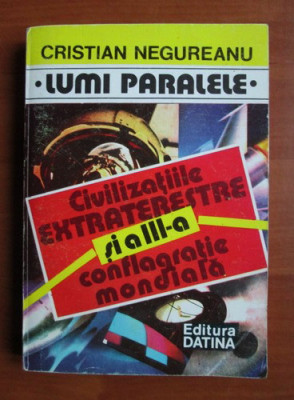 CRISTIAN NEGUREANU
• LUMI PARALELE •
Civilizațiile
EXTRATERESTRE
și a III-a
conflagrație
mondială
Editura
DATINA